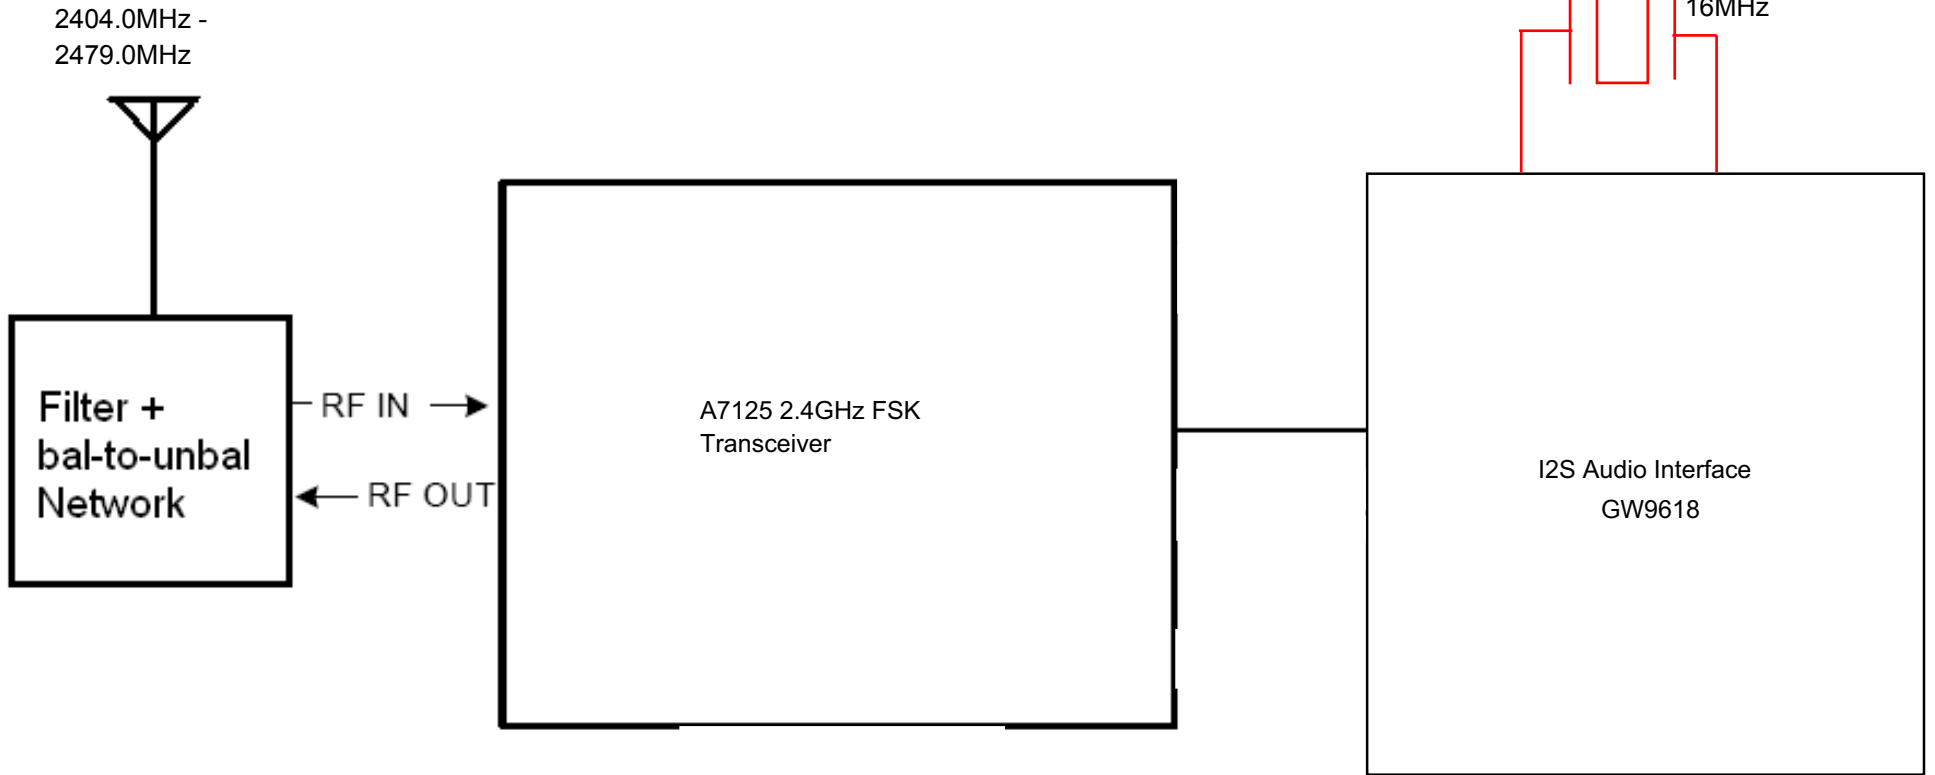 2404.0MHz -
2479.0MHz
16MHz
Filter +
bal-to-unbal
Network
RF IN
RF OUT
A7125 2.4GHz FSK
Transceiver
I2S Audio Interface
GW9618